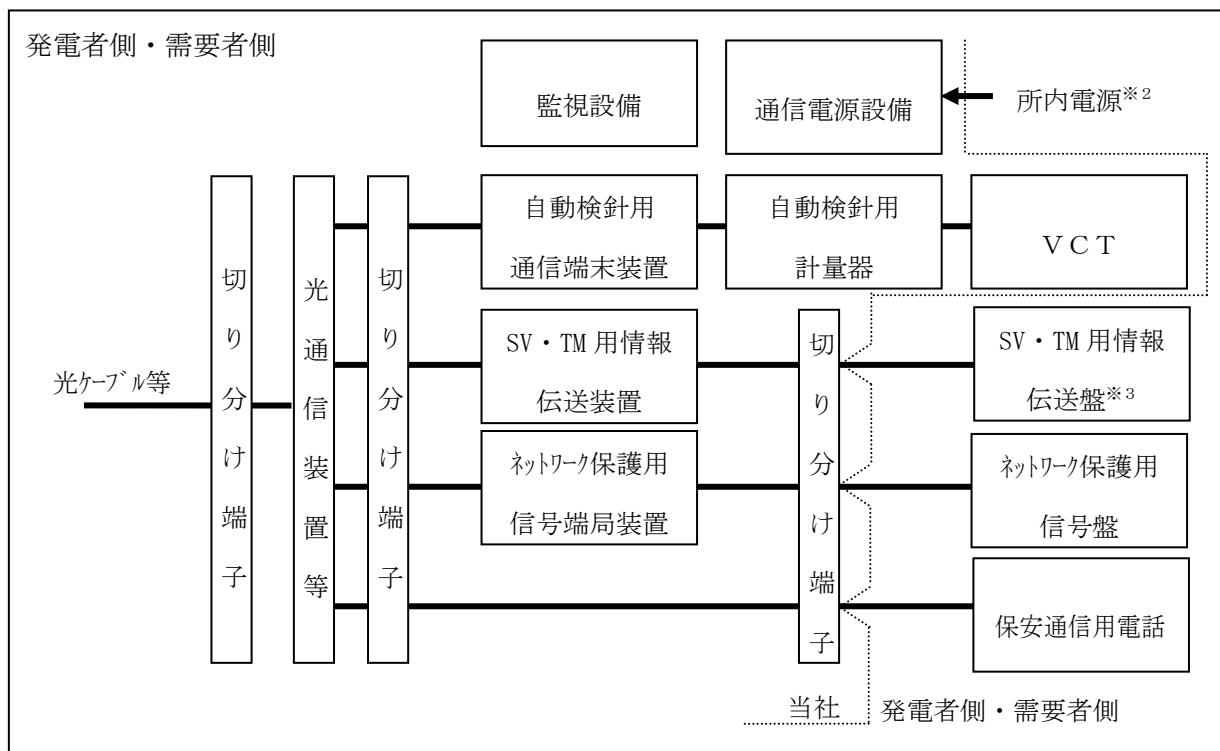 発電者側・需要者側
監視設備
通信電源設備
所内電源※2
切り分け端子
光通信装置等
切り分け端子
自動検針用
通信端末装置
自動検針用
計量器
ＶＣＴ
光ｹｰﾌﾞﾙ等
SV・TM 用情報
伝送装置
切り分け端子
SV・TM 用情報
伝送盤※3
ﾈｯﾄﾜｰｸ保護用
信号端局装置
ﾈｯﾄﾜｰｸ保護用
信号盤
保安通信用電話
当社
発電者側・需要者側